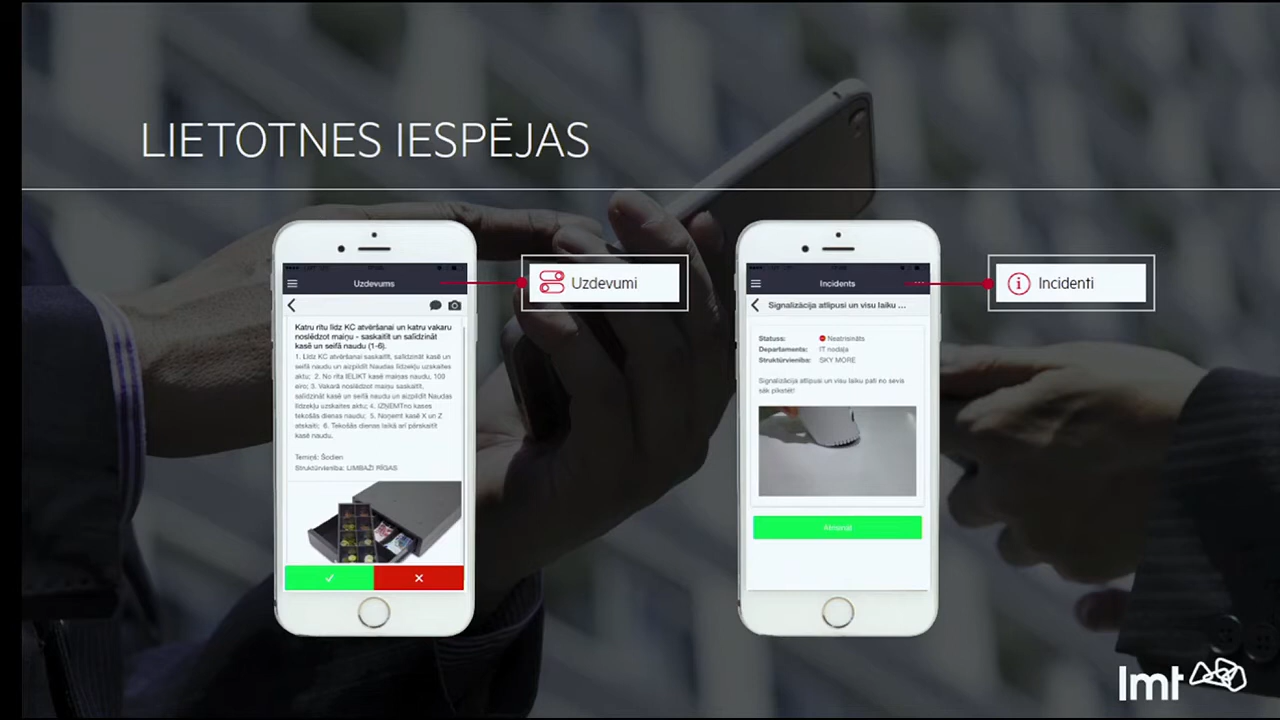 LIETOTNES IESPĒJAS
Uzdevums
Uzdevumi
Katru rītu līdz KC atvēršanai un katru vakaru
noslēdzot maiņu - saskaitīt un salīdzināt
kasē un seifā naudu (1-6).
1. Līdz KC atvēršanai saskaitīt, salīdzināt kasē un
seifā naudu un aizpildīt Naudas līdzekļu uzskaites
aktu; 2. No rīta IELIKT kasē maiņas naudu, 100
eiro; 3. Vakarā noslēdzot maiņu saskaitīt,
salīdzināt kasē un seifā naudu un aizpildīt Naudas
līdzekļu uzskaites aktu; 4. IZŅEMTno kases
tekošās dienas naudu; 5. Noņemt kasē X un Z
atskaiti; 6. Tekošās dienas laikā arī pārskaitīt
kasē naudu.
Termiņš: Šodien
Struktūrvienība: LIMBAŽI RĪGAS
Incidents
Incidenti
Signalizācija atlipusi un visu laiku ...
Statuss: Neatrisināts
Departaments: IT nodaļa
Struktūrvienība: SKY MORE
Signalizācija atlipusi un visu laiku pati no sevis
sāk pīkstēt!
Atrisināt
lmt